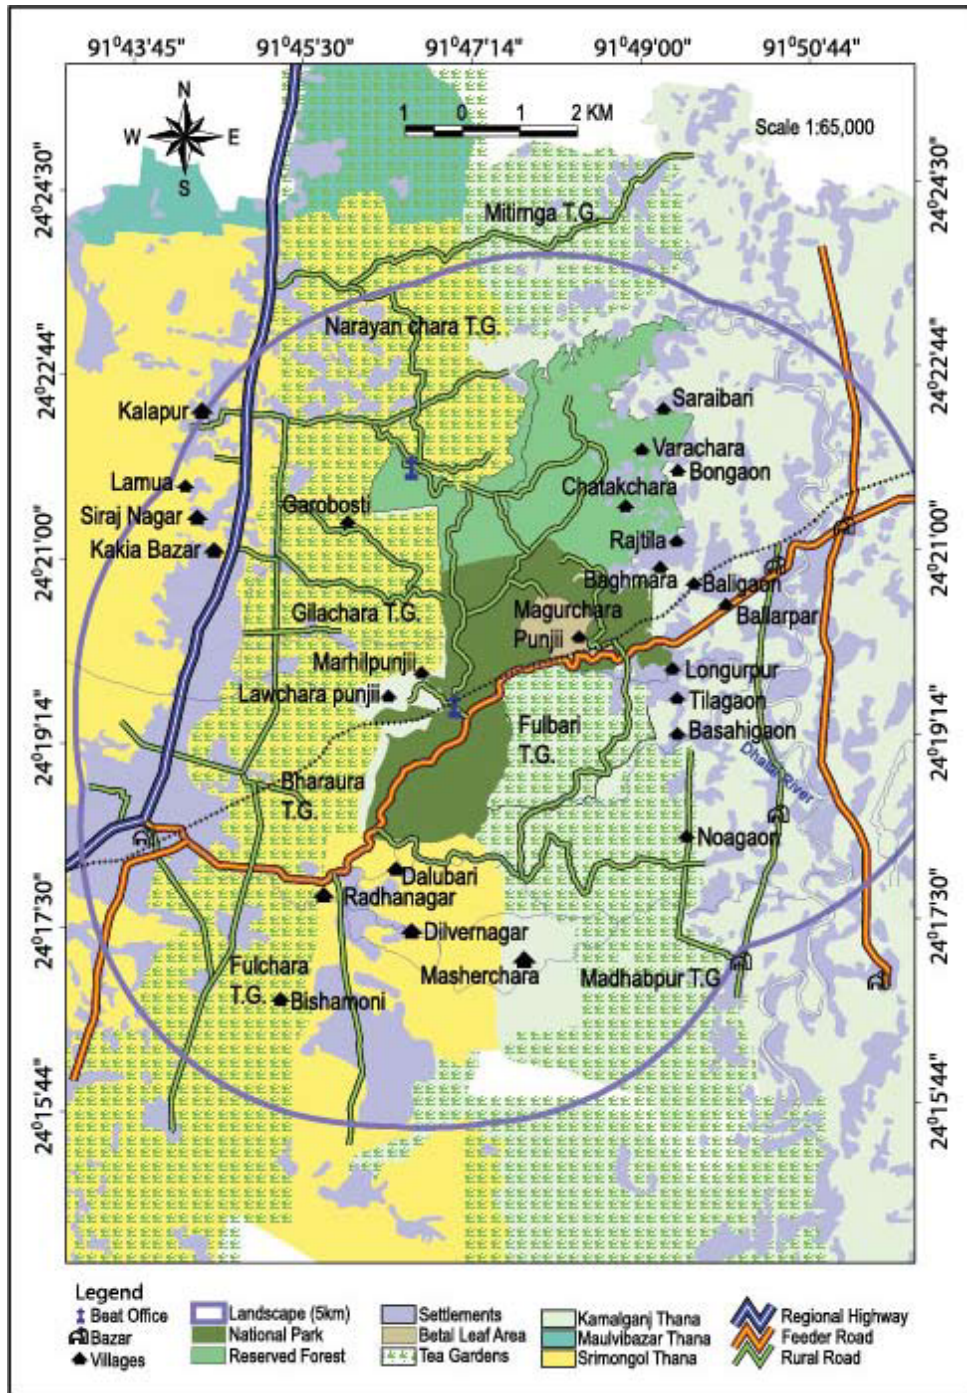 91⁰43'45"
91⁰45'30"
91⁰47'14"
91⁰49'00"
91⁰50'44"
N
W E
S
1 0 1 2 KM
Scale 1:65,000
24⁰24'30"
24⁰24'30"
Mitirnga T.G.
Narayan chara T.G.
24⁰22'44"
24⁰22'44"
Kalapur
Saraibari
Varachara
Bongaon
Lamua
Chatakchara
Garobosti
Siraj Nagar
24⁰21'00"
24⁰21'00"
Kakia Bazar
Rajtila
Baghmara
Baligaon
Gilachara T.G.
Magurchara
Punjii
Ballarpar
Marhilpunjii
Longurpur
Lawchara punjii
Tilagaon
24⁰19'14"
24⁰19'14"
Fulbari
T.G.
Basahigaon
Dhalai River
Bharaura
T.G.
Noagaon
Dalubari
Radhanagar
24⁰17'30"
24⁰17'30"
Dilvernagar
Fulchara
T.G.
Masherchara
Madhabpur T.G
Bishamoni
24⁰15'44"
24⁰15'44"
Legend
Beat Office
Bazar
Villages
Landscape (5km)
National Park
Reserved Forest
Settlements
Betal Leaf Area
Tea Gardens
Kamalganj Thana
Maulvibazar Thana
Srimongol Thana
Regional Highway
Feeder Road
Rural Road